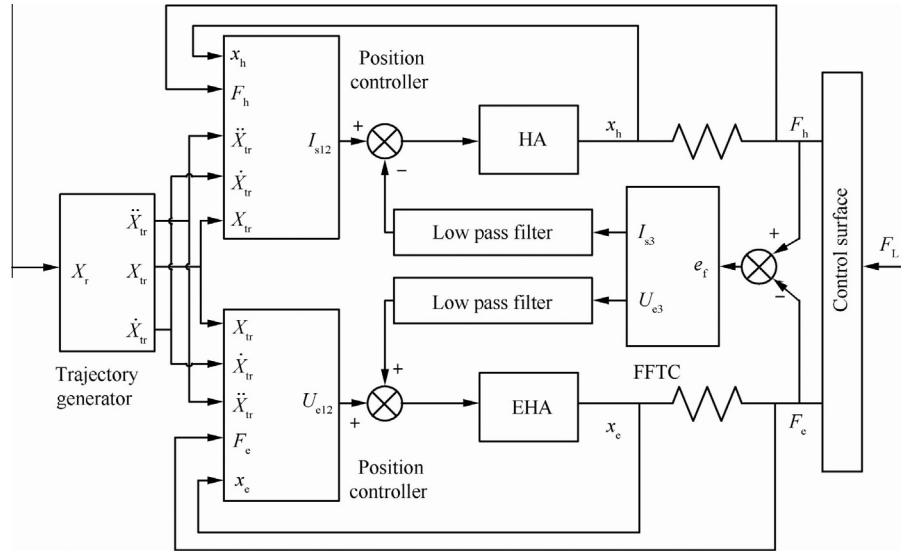 Position
controller
x_h
F_h
Ẍ_tr
Ẋ_tr
X_tr
I_s12
+
−
HA
x_h
F_h
X_r
Ẍ_tr
X_tr
Ẋ_tr
Trajectory
generator
Low pass filter
Low pass filter
I_s3
e_f
U_e3
FFTC
+
−
Control surface
F_L
X_tr
Ẋ_tr
Ẍ_tr
F_e
x_e
U_e12
+
+
EHA
x_e
F_e
Position
controller